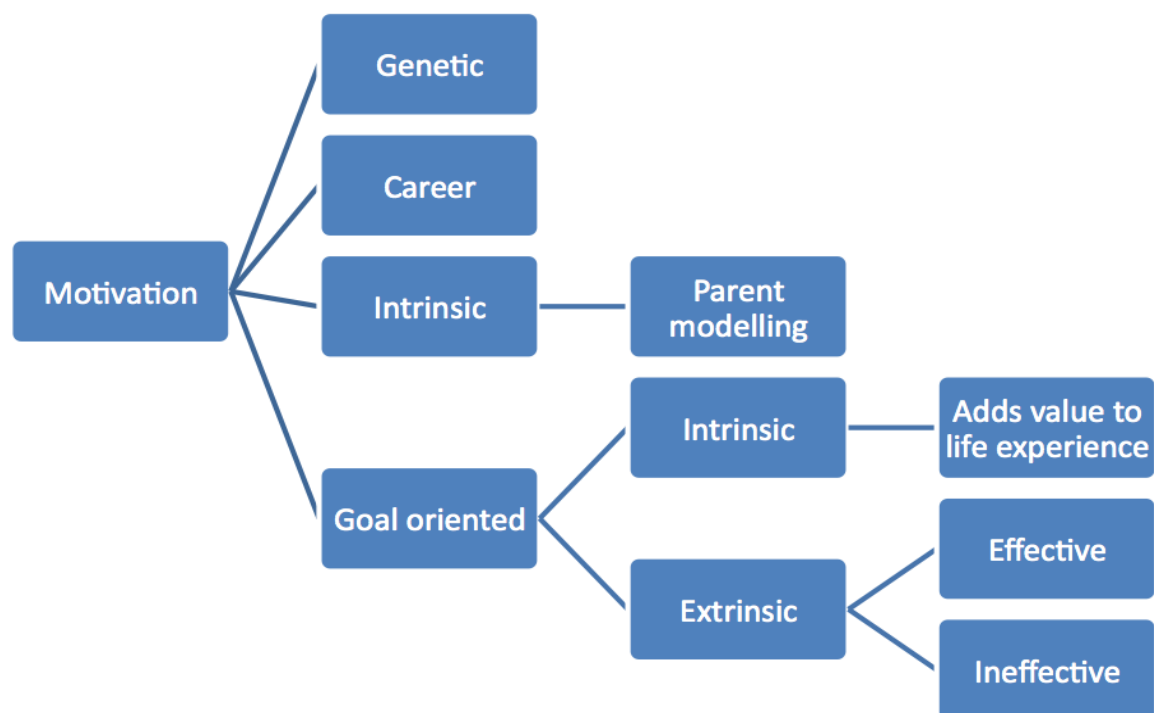 Genetic
Career
Motivation
Intrinsic
Parent
modelling
Intrinsic
Adds value to
life experience
Goal oriented
Effective
Extrinsic
Ineffective